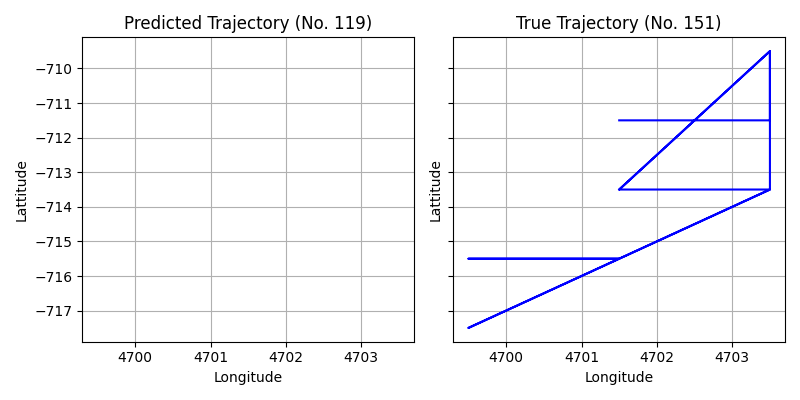 Predicted Trajectory (No. 119)
True Trajectory (No. 151)
Lattitude
−710
−711
−712
−713
−714
−715
−716
−717
4700 4701 4702 4703
Longitude
Lattitude
4700 4701 4702 4703
Longitude